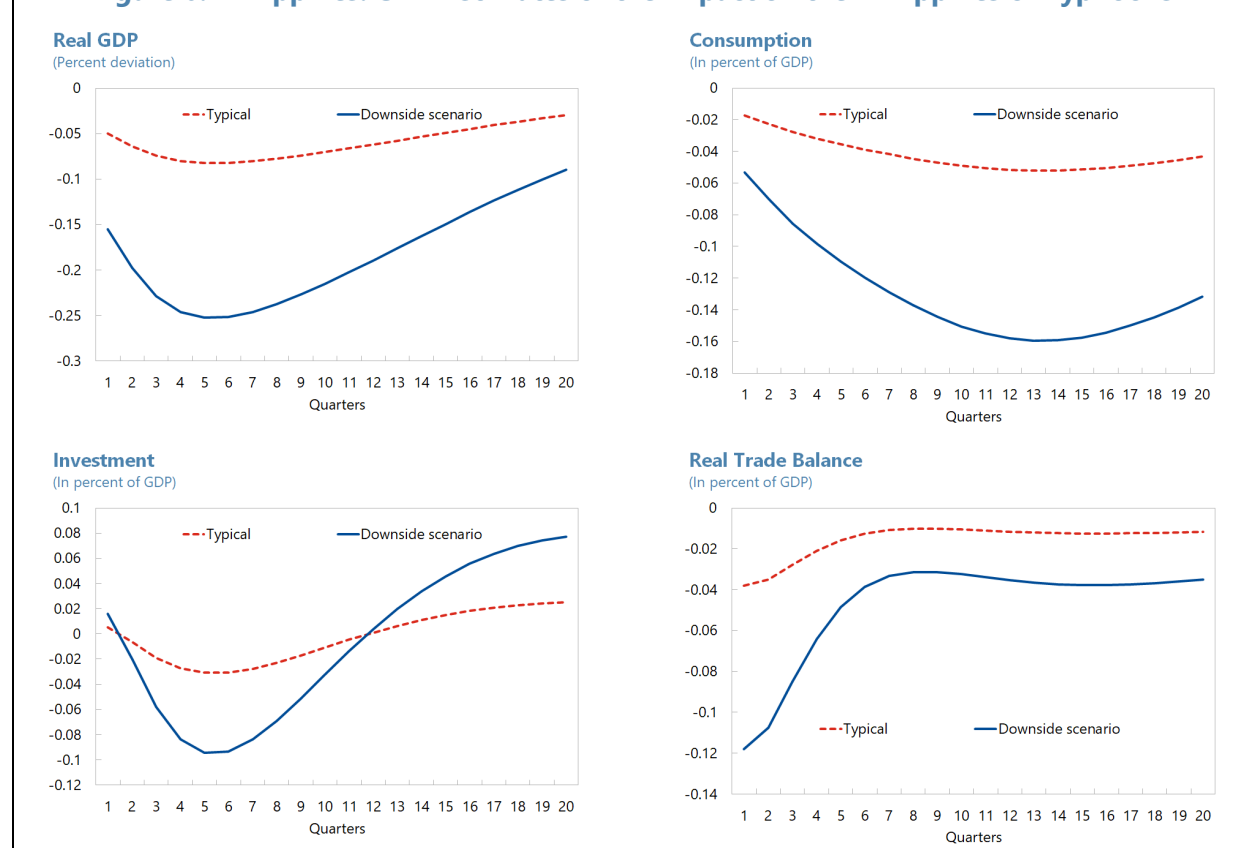 Real GDP
(Percent deviation)
0
-0.05
-0.1
-0.15
-0.2
-0.25
-0.3
Typical
Downside scenario
1 2 3 4 5 6 7 8 9 10 11 12 13 14 15 16 17 18 19 20
Quarters
Consumption
(In percent of GDP)
0
-0.02
-0.04
-0.06
-0.08
-0.1
-0.12
-0.14
-0.16
-0.18
Typical
Downside scenario
1 2 3 4 5 6 7 8 9 10 11 12 13 14 15 16 17 18 19 20
Quarters
Investment
(In percent of GDP)
0.1
0.08
0.06
0.04
0.02
0
-0.02
-0.04
-0.06
-0.08
-0.1
-0.12
Typical
Downside scenario
1 2 3 4 5 6 7 8 9 10 11 12 13 14 15 16 17 18 19 20
Quarters
Real Trade Balance
(In percent of GDP)
0
-0.02
-0.04
-0.06
-0.08
-0.1
-0.12
-0.14
Typical
Downside scenario
1 2 3 4 5 6 7 8 9 10 11 12 13 14 15 16 17 18 19 20
Quarters